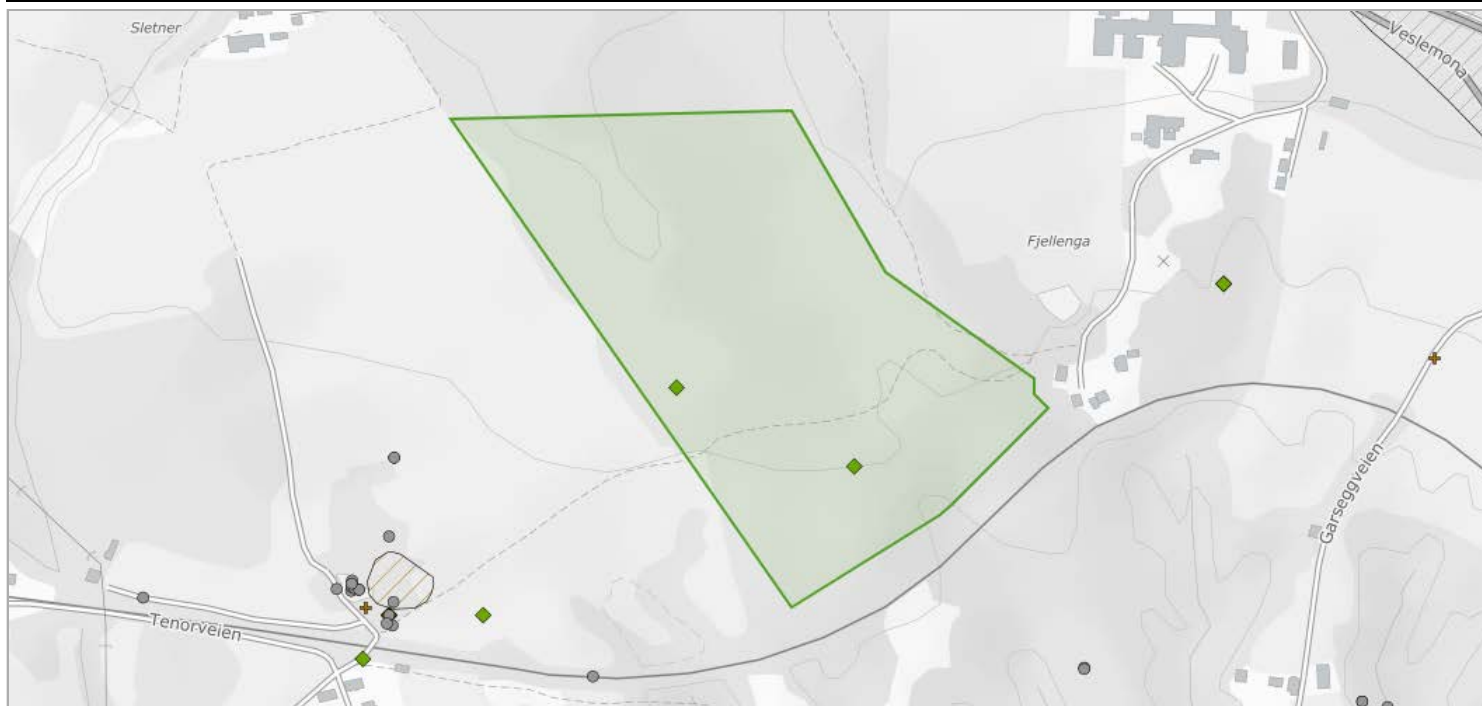 Sletner
Veslemona
Fjellenga
Garseggveien
Tenorveien